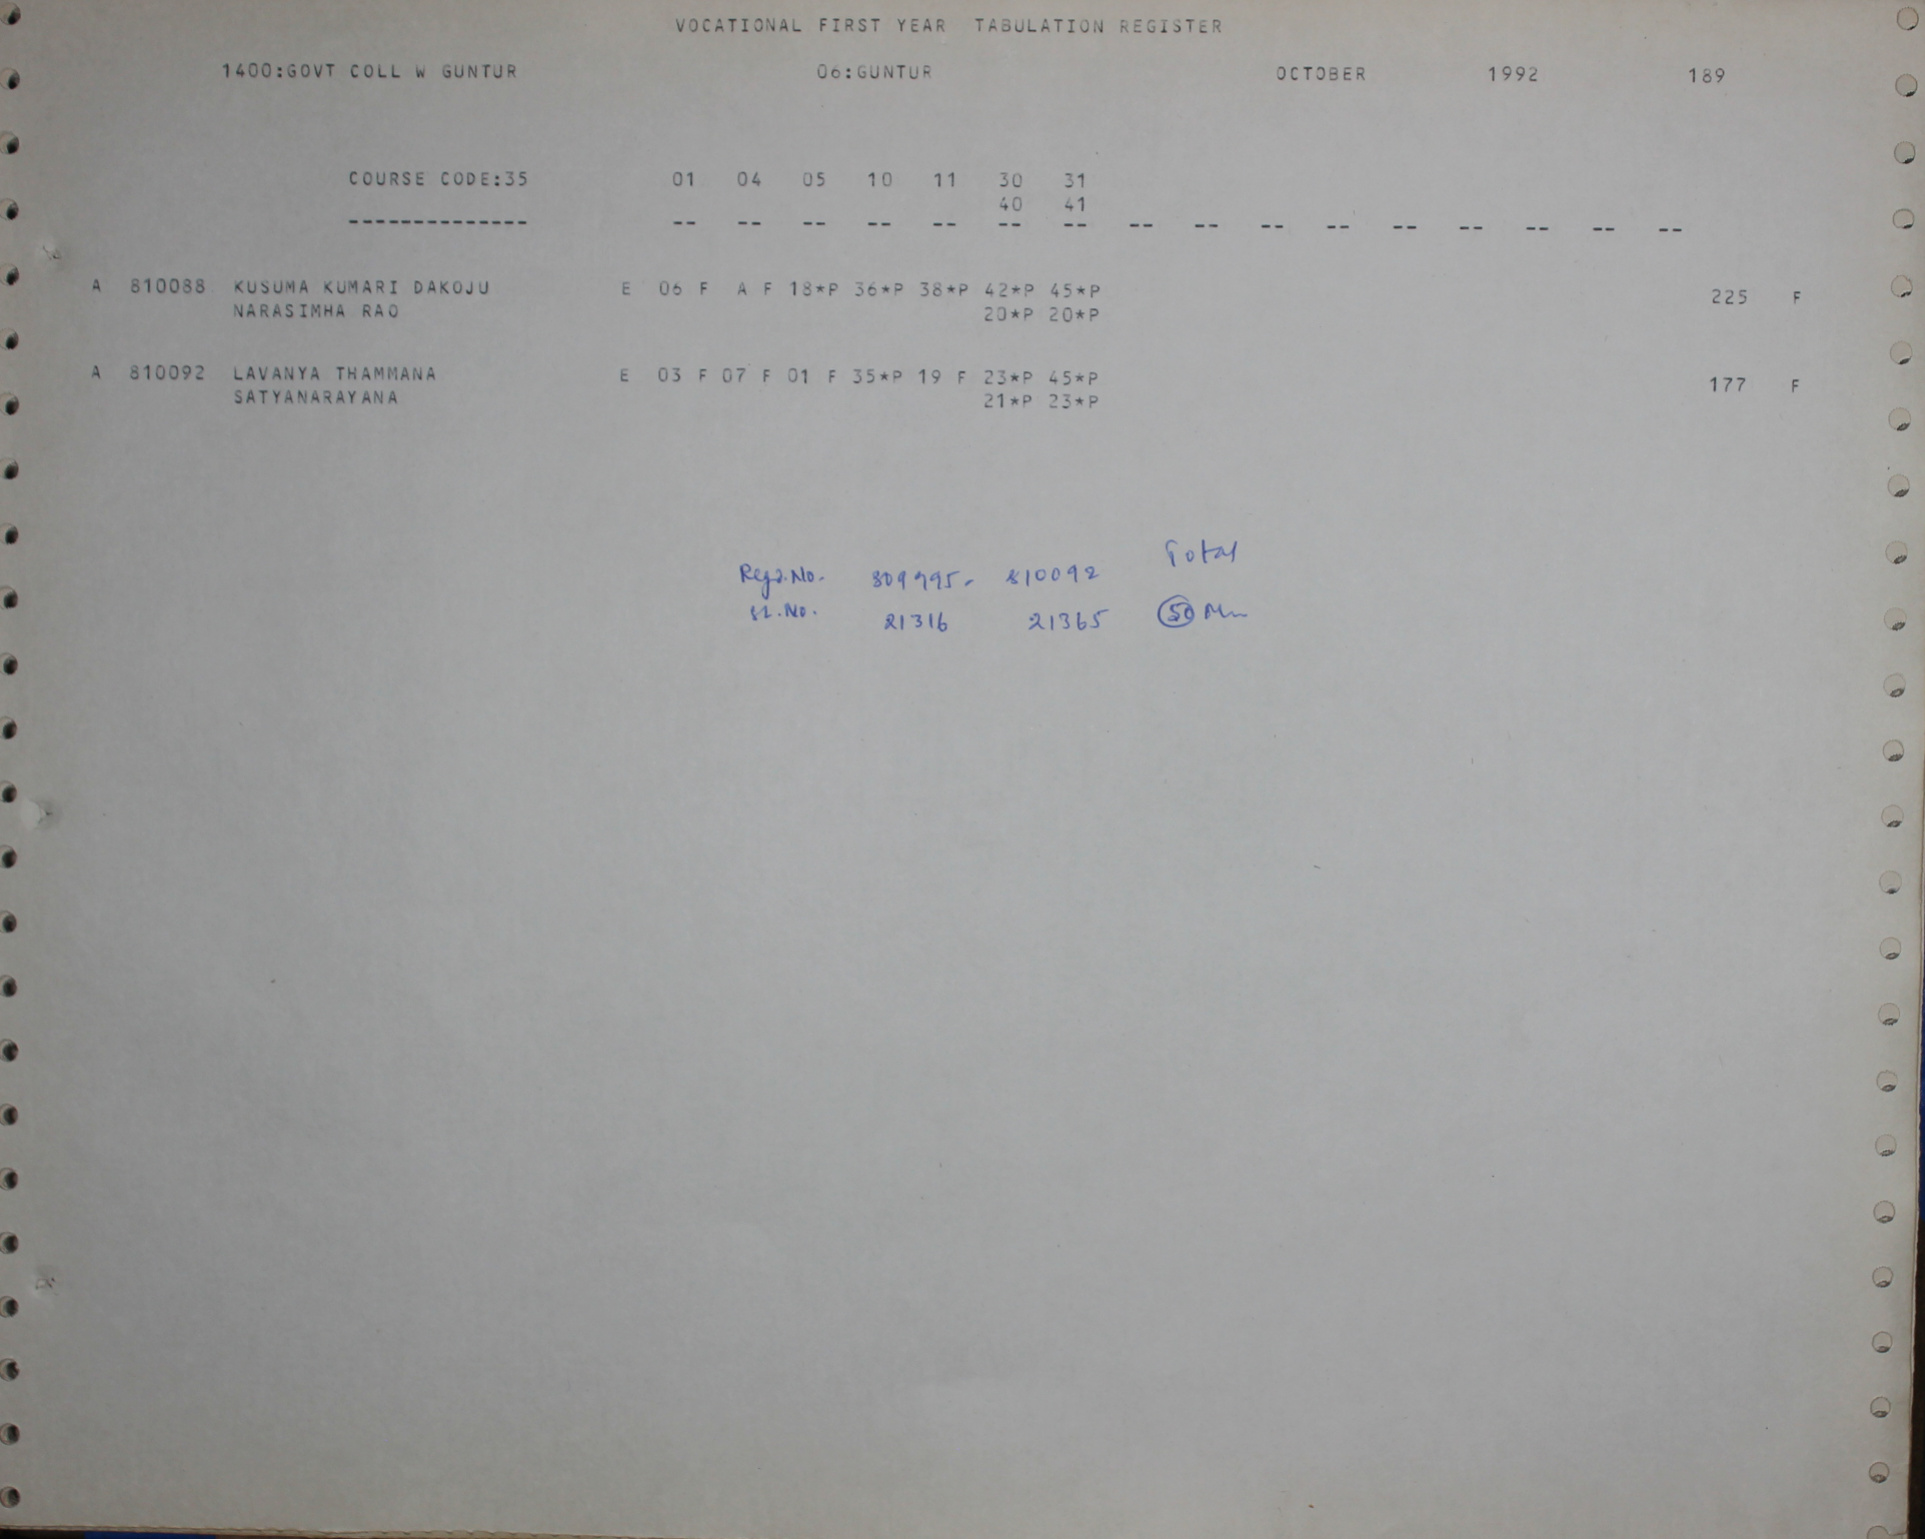 VOCATIONAL FIRST YEAR TABULATION REGISTER
1400:GOVT COLL W GUNTUR 06:GUNTUR OCTOBER 1992 189
COURSE CODE:35 01 04 05 10 11 30 31
40 41
-------------- -- -- -- -- -- -- -- -- -- -- -- -- -- -- -- --
A 810088 KUSUMA KUMARI DAKOJU E 06 F A F 18*P 36*P 38*P 42*P 45*P 225 F
NARASIMHA RAO 20*P 20*P
A 810092 LAVANYA THAMMANA E 03 F 07 F 01 F 35*P 19 F 23*P 45*P 177 F
SATYANARAYANA 21*P 23*P
Total
Regd.No. 809995- 810092
Sl.No. 21316 21365 50